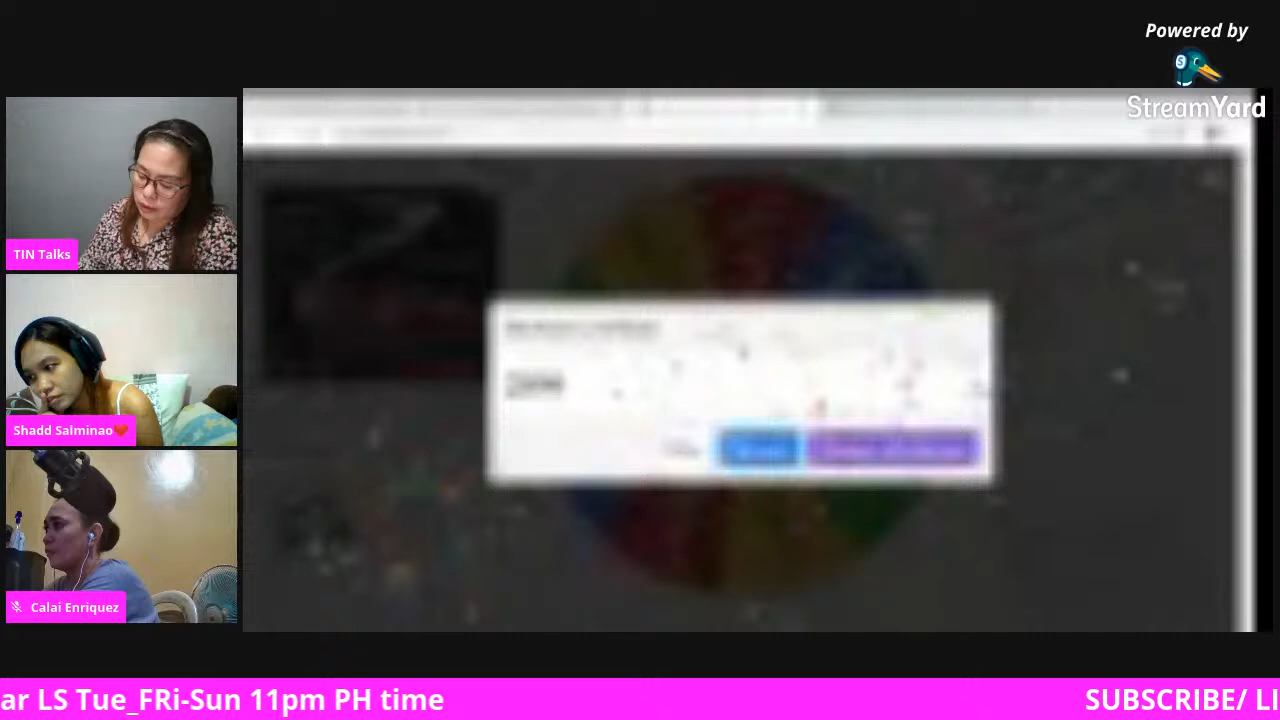 Powered by
StreamYard
TIN Talks
Shadd Salminao
Calai Enriquez
ar LS Tue_FRi-Sun 11pm PH time
SUBSCRIBE/ LI